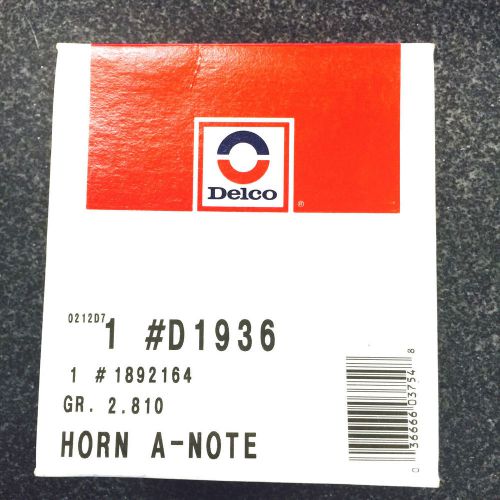 Delco ®
0212D7 1 #D1936
1 # 1892164
GR. 2.810
HORN A-NOTE
0 36666 03754 8